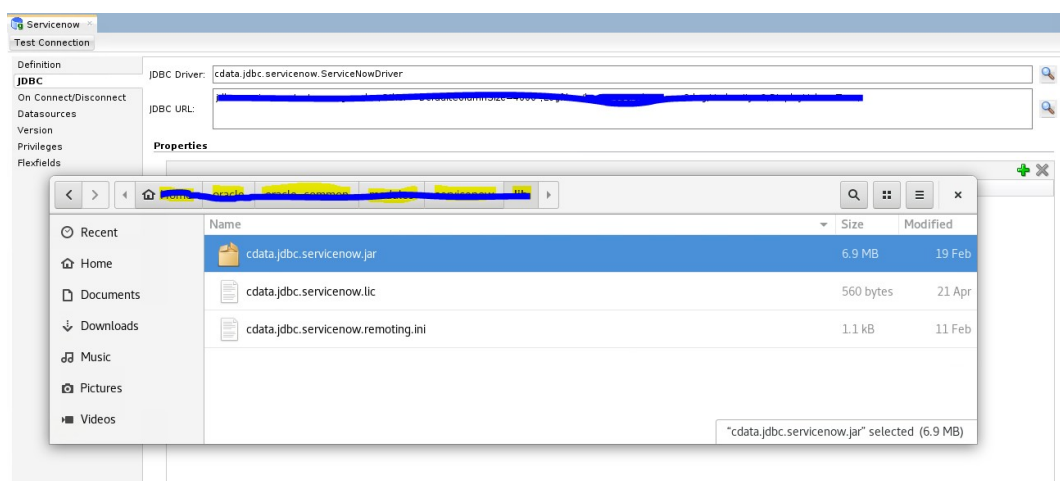 Servicenow
Test Connection
Definition
JDBC
On Connect/Disconnect
Datasources
Version
Privileges
Flexfields
JDBC Driver: cdata.jdbc.servicenow.ServiceNowDriver
JDBC URL:
Properties
Recent
Home
Documents
Downloads
Music
Pictures
Videos
Name Size Modified
cdata.jdbc.servicenow.jar 6.9 MB 19 Feb
cdata.jdbc.servicenow.lic 560 bytes 21 Apr
cdata.jdbc.servicenow.remoting.ini 1.1 kB 11 Feb
"cdata.jdbc.servicenow.jar" selected (6.9 MB)